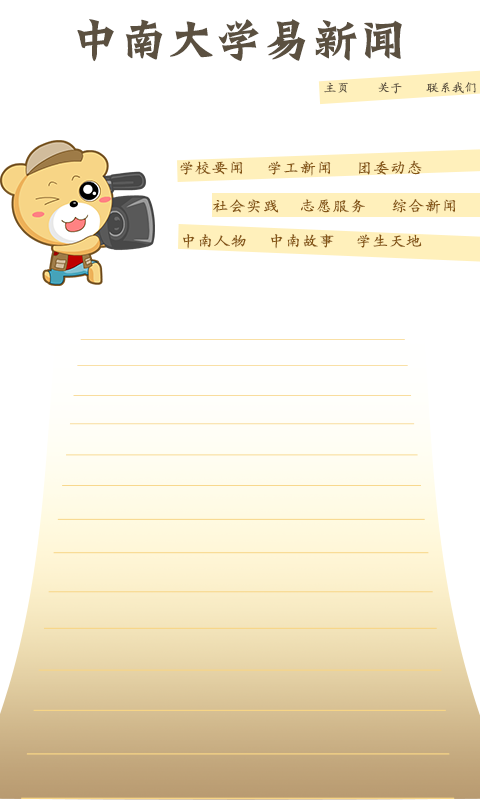 中南大学易新闻
主页 关于 联系我们
学校要闻 学工新闻 团委动态
社会实践 志愿服务 综合新闻
中南人物 中南故事 学生天地